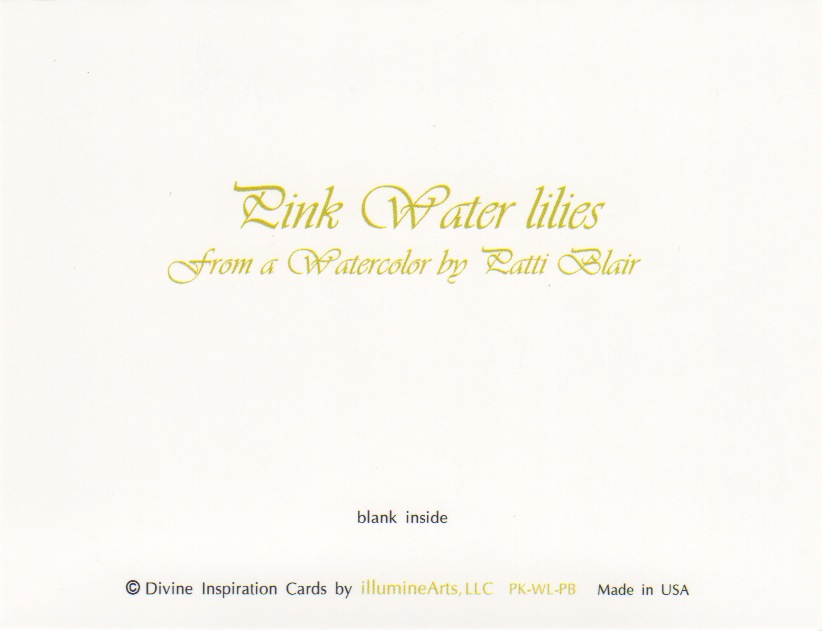 Pink Water lilies
From a Watercolor by Patti Blair
blank inside
© Divine Inspiration Cards by illumineArts, LLC PK-WL-PB Made in USA